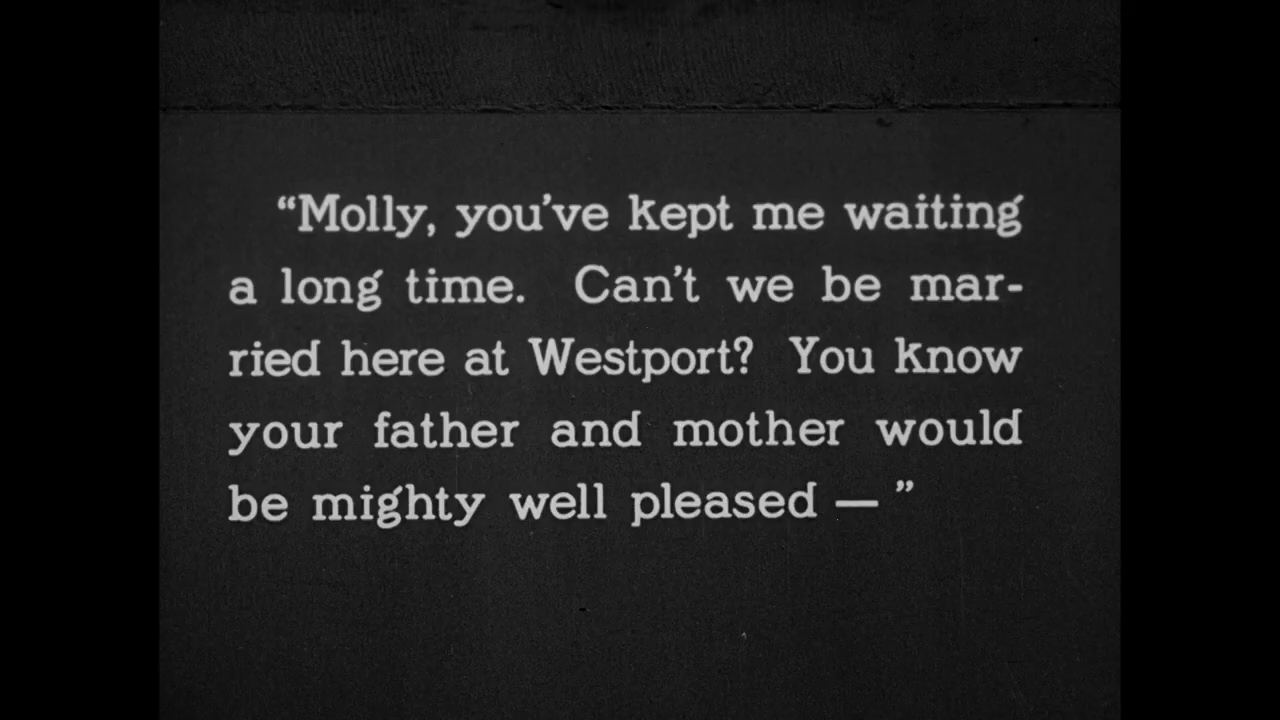 “Molly, you’ve kept me waiting
a long time. Can’t we be mar-
ried here at Westport? You know
your father and mother would
be mighty well pleased — ”